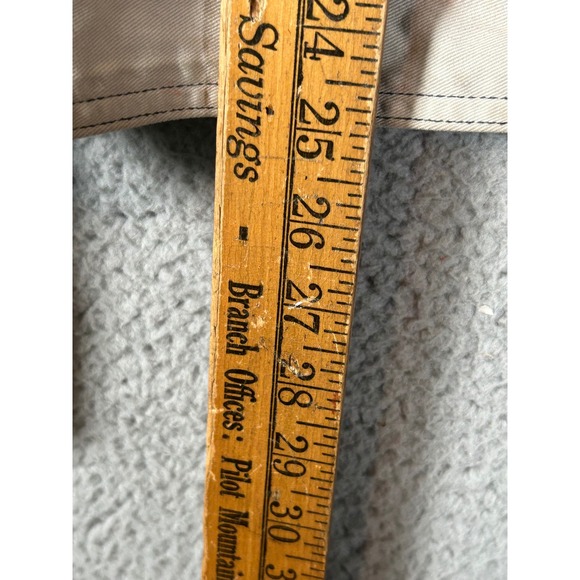 24 25 26 27 28 29 30
Savings - Branch Offices: Pilot Mountain